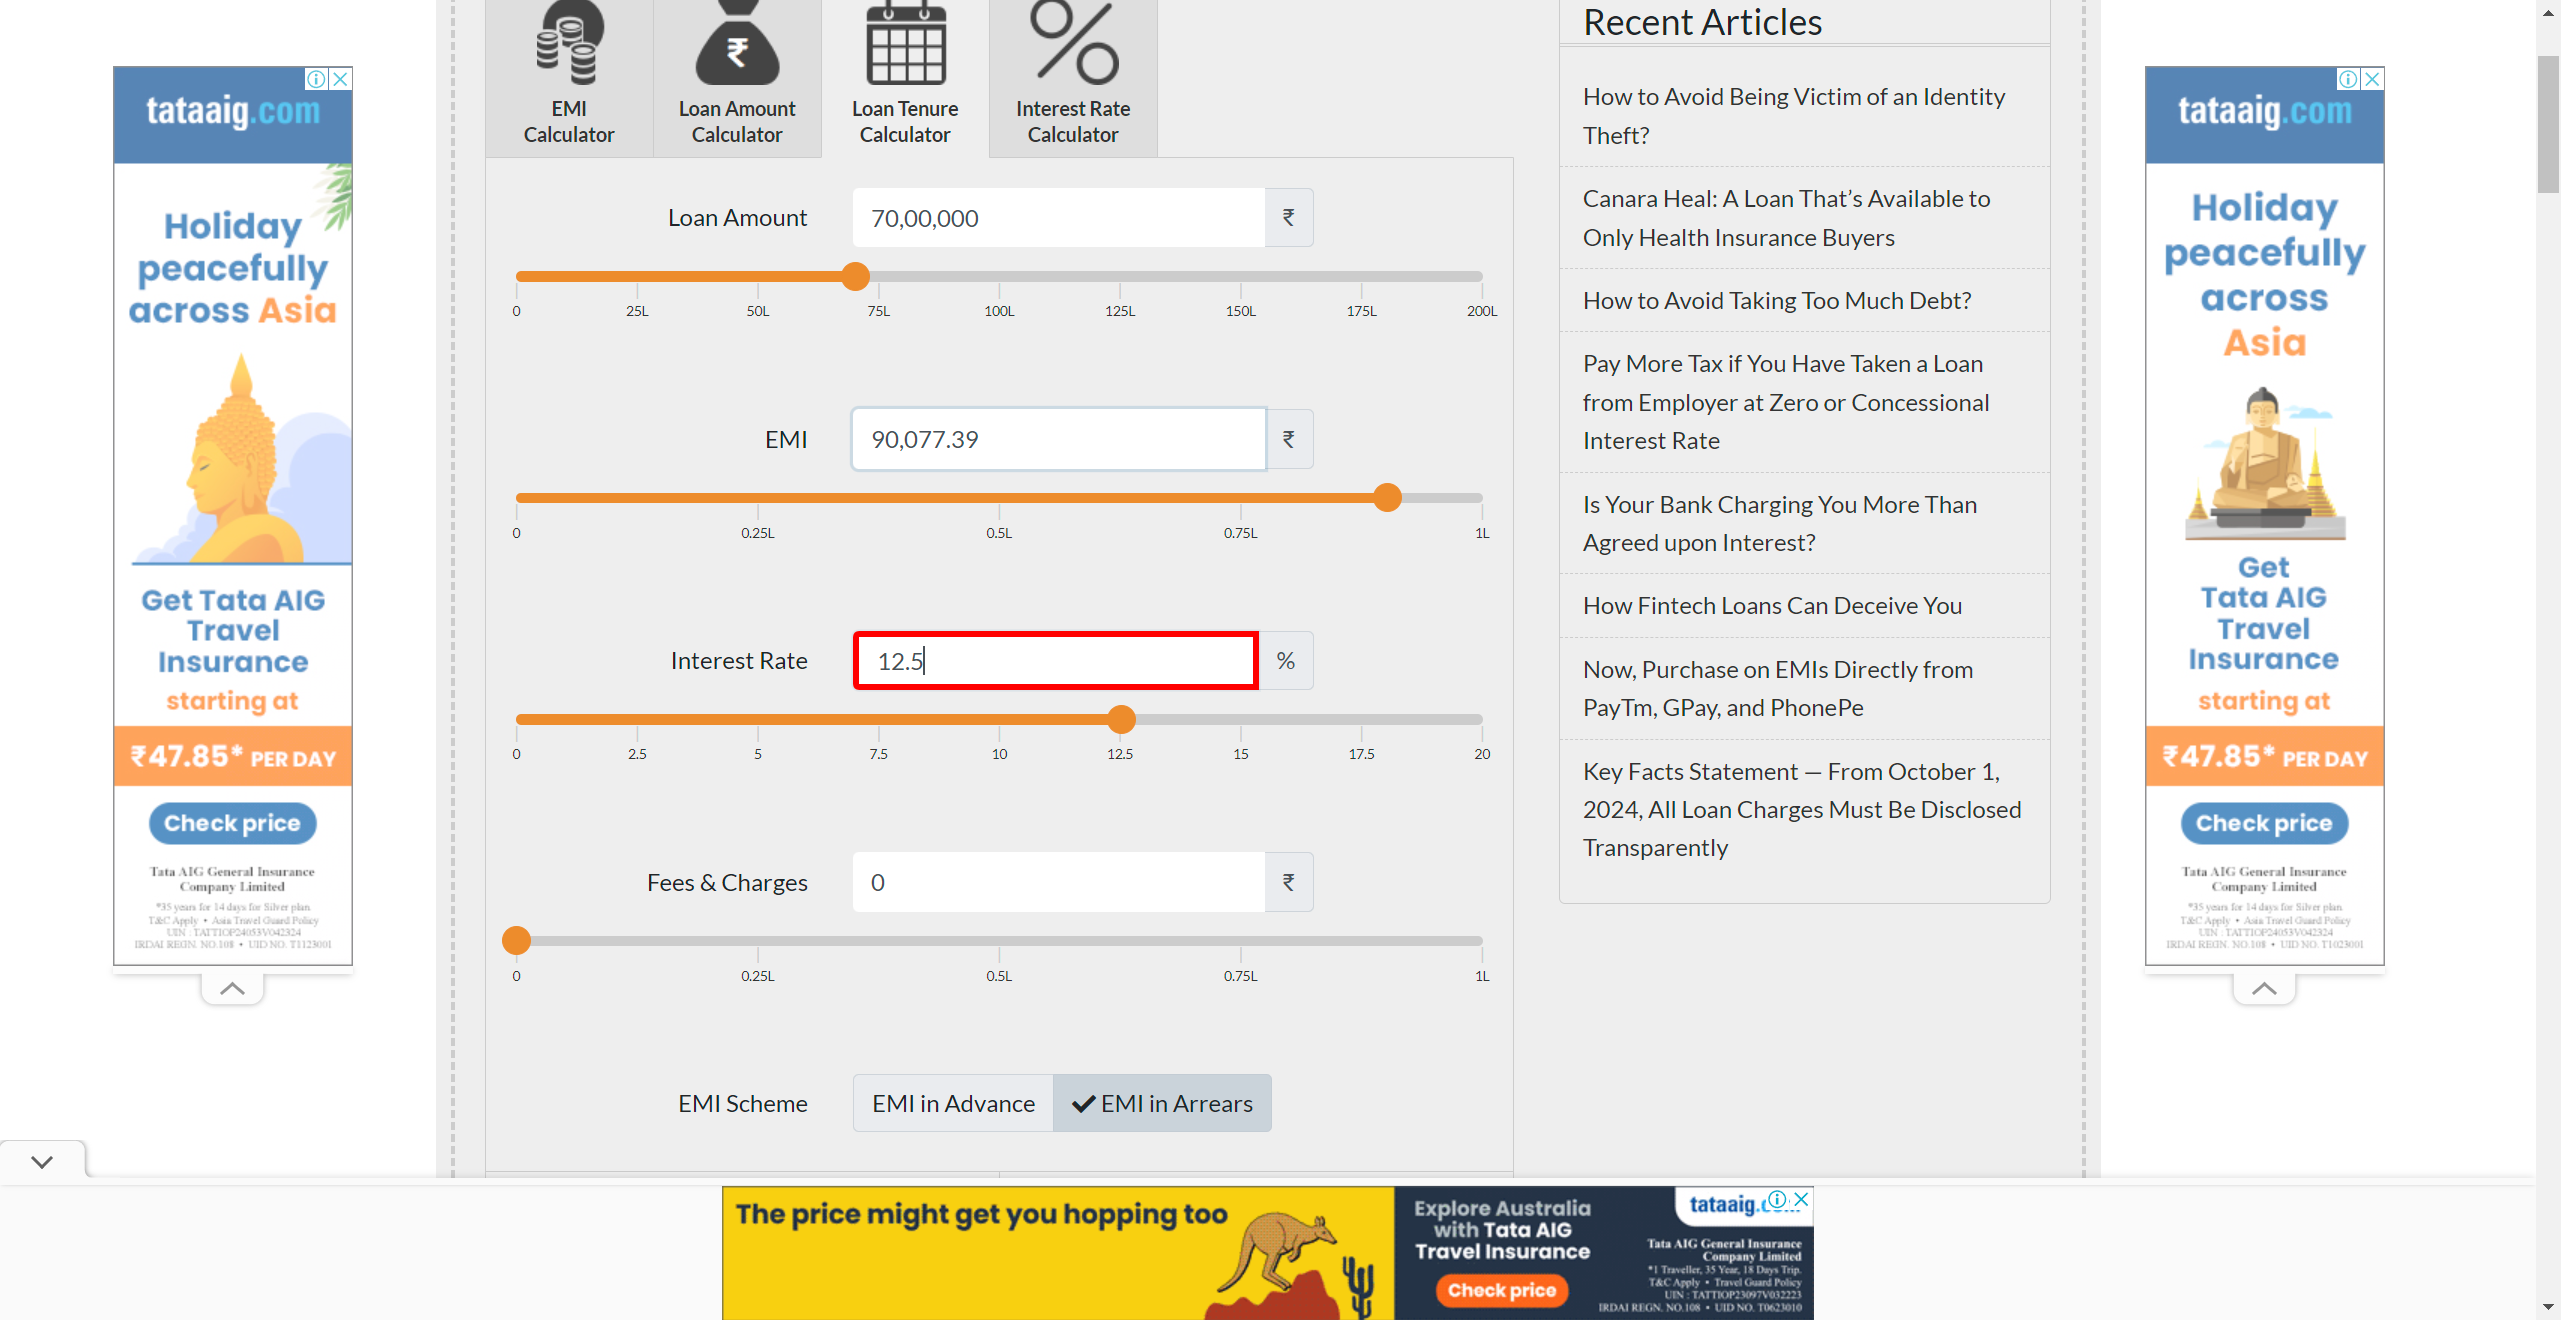 EMI
Calculator
Loan Amount
Calculator
Loan Tenure
Calculator
Interest Rate
Calculator
Loan Amount
70,00,000
₹
0 25L 50L 75L 100L 125L 150L 175L 200L
EMI
90,077.39
₹
0 0.25L 0.5L 0.75L 1L
Interest Rate
12.5
%
0 2.5 5 7.5 10 12.5 15 17.5 20
Fees & Charges
0
₹
0 0.25L 0.5L 0.75L 1L
EMI Scheme
EMI in Advance
EMI in Arrears
Recent Articles
How to Avoid Being Victim of an Identity
Theft?
Canara Heal: A Loan That’s Available to
Only Health Insurance Buyers
How to Avoid Taking Too Much Debt?
Pay More Tax if You Have Taken a Loan
from Employer at Zero or Concessional
Interest Rate
Is Your Bank Charging You More Than
Agreed upon Interest?
How Fintech Loans Can Deceive You
Now, Purchase on EMIs Directly from
PayTm, GPay, and PhonePe
Key Facts Statement — From October 1,
2024, All Loan Charges Must Be Disclosed
Transparently
tataaig.com
Holiday
peacefully
across Asia
Get Tata AIG
Travel
Insurance
starting at
₹47.85* PER DAY
Check price
Tata AIG General Insurance
Company Limited
*35 years for 14 days for Silver plan.
T&C Apply • Asia Travel Guard Policy
UIN : TATTIOP24053V042324
IRDAI REGN. NO.108 • UID NO. T1123001
tataaig.com
Holiday
peacefully
across
Asia
Get
Tata AIG
Travel
Insurance
starting at
₹47.85* PER DAY
Check price
Tata AIG General Insurance
Company Limited
*35 years for 14 days for Silver plan.
T&C Apply • Asia Travel Guard Policy
UIN : TATTIOP24053V042324
IRDAI REGN. NO.108 • UID NO. T1023001
The price might get you hopping too
Explore Australia
with Tata AIG
Travel Insurance
Check price
Tata AIG General Insurance
Company Limited
*1 Traveller, 35 Year, 18 Days Trip.
T&C Apply • Travel Guard Policy
UIN : TATTIOP23097V032223
IRDAI REGN. NO.108 • UID NO. T0623010